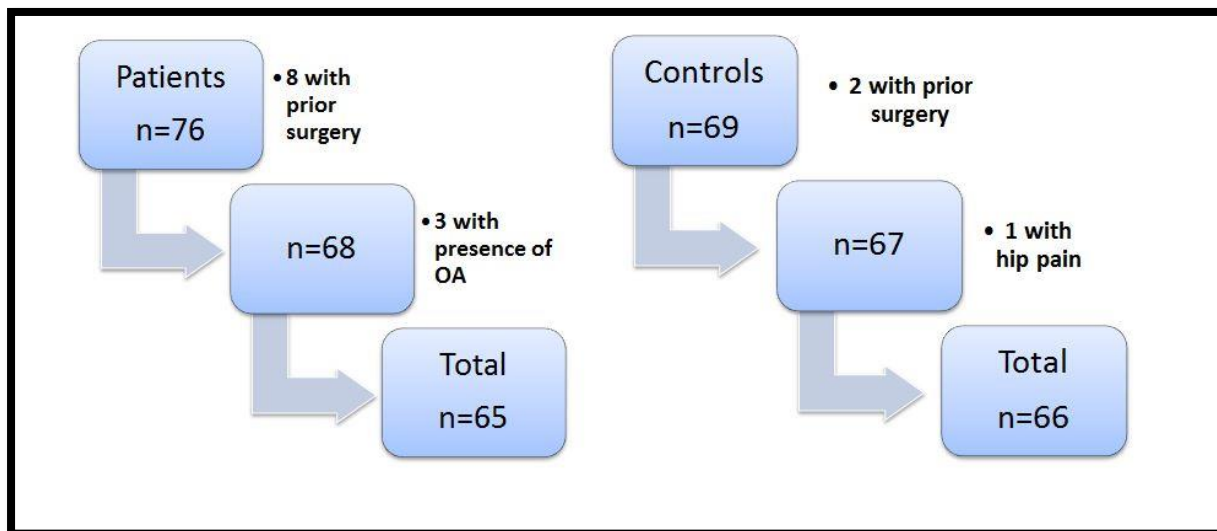 Patients
n=76
• 8 with
prior
surgery
n=68
• 3 with
presence of
OA
Total
n=65
Controls
n=69
• 2 with prior
surgery
n=67
• 1 with
hip pain
Total
n=66